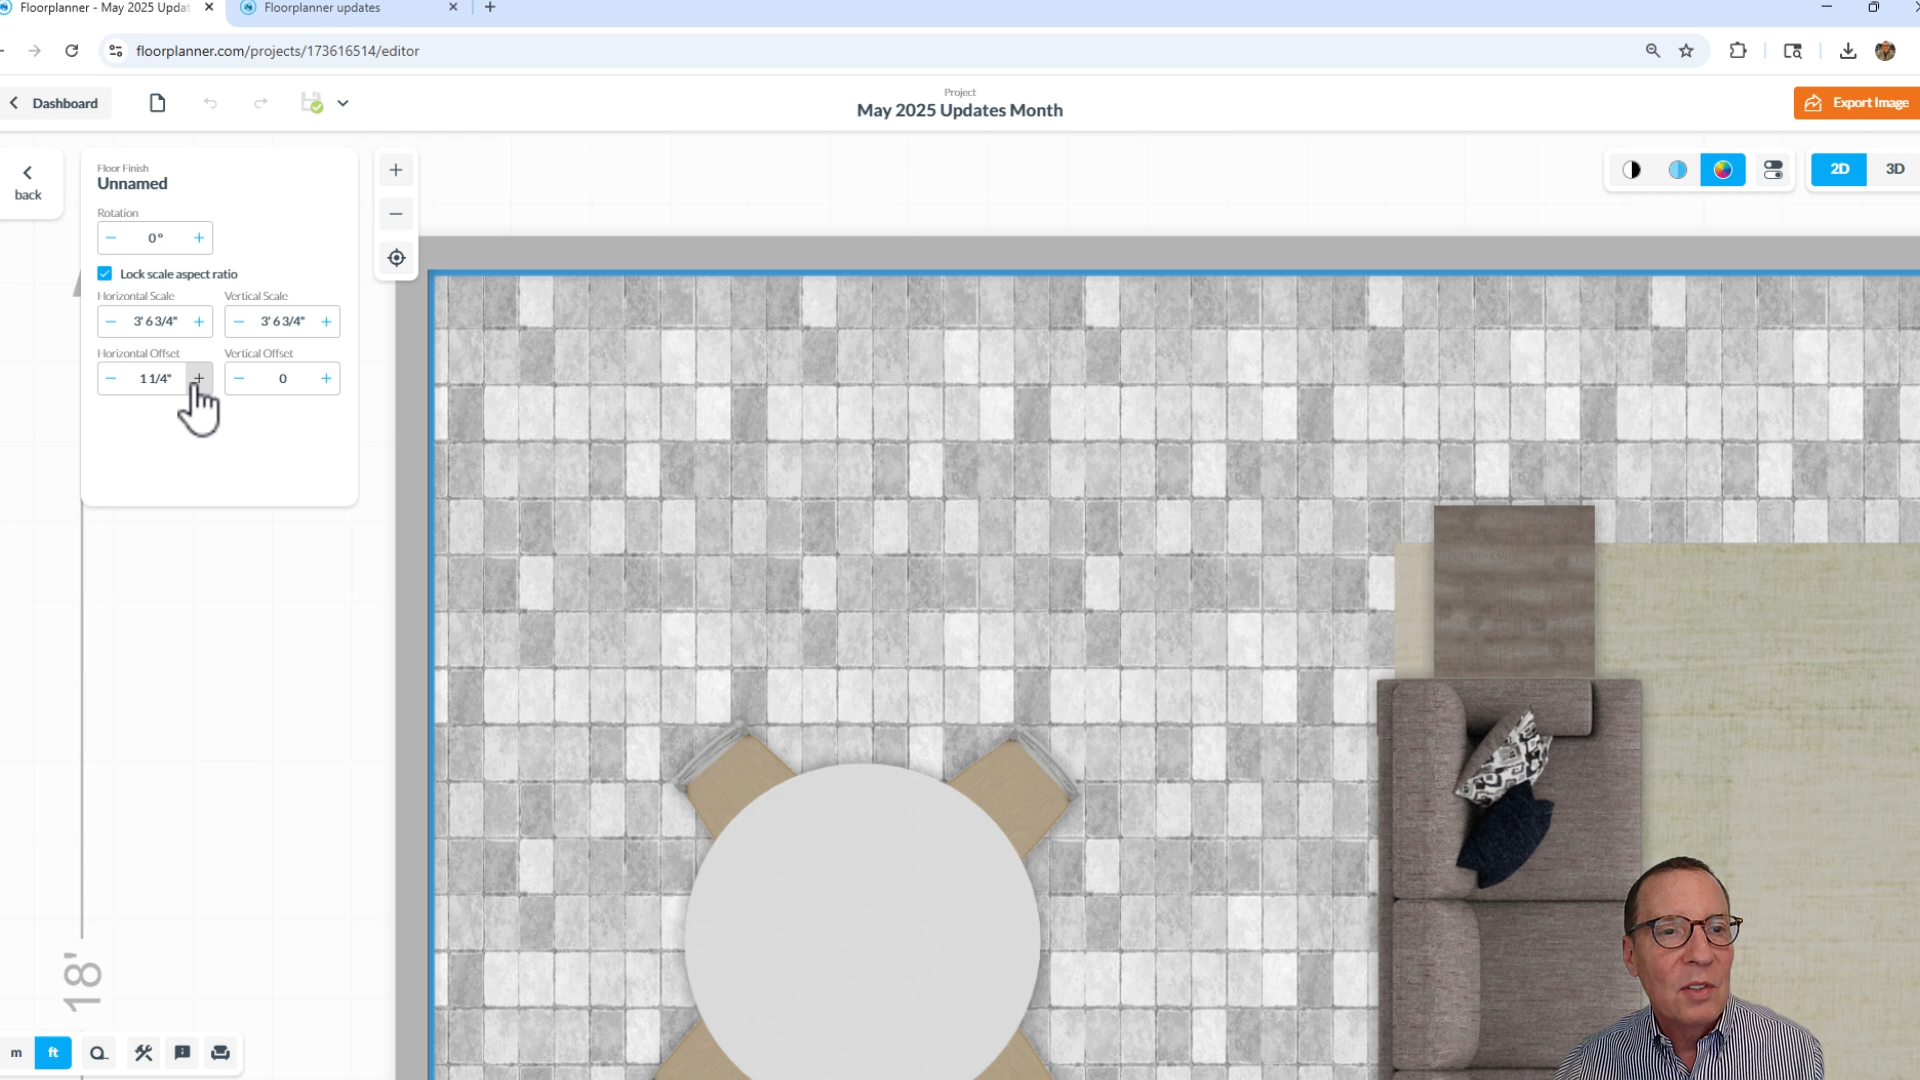 Floorplanner - May 2025 Updat
Floorplanner updates
floorplanner.com/projects/173616514/editor
Dashboard
Project
May 2025 Updates Month
Export Image
back
Floor Finish
Unnamed
Rotation
0°
Lock scale aspect ratio
Horizontal Scale
Vertical Scale
3' 6 3/4"
3' 6 3/4"
Horizontal Offset
Vertical Offset
1 1/4"
0
2D
3D
18'
m
ft